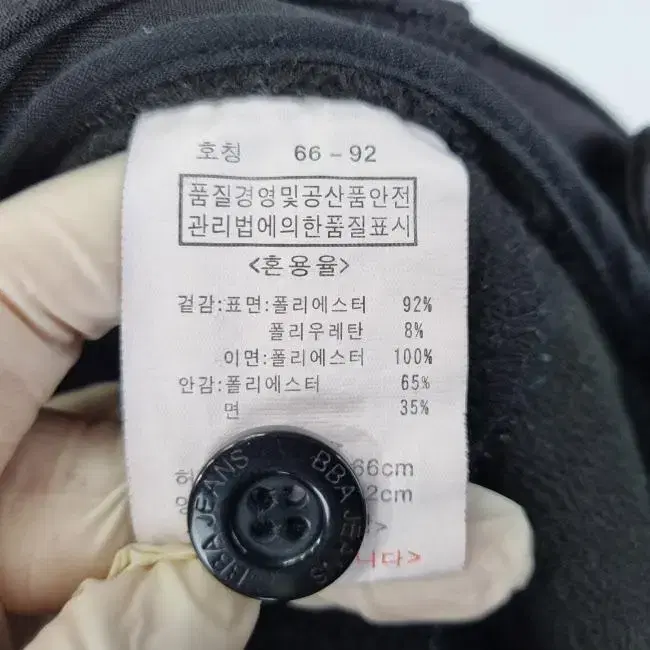 호칭 66-92
품질경영및공산품안전
관리법에의한품질표시
<혼용율>
겉감:표면:폴리에스터 92%
폴리우레탄 8%
이면:폴리에스터 100%
안감:폴리에스터 65%
면 35%
허 66cm
2cm
>
니다>
BBA JEANS BBA JEANS